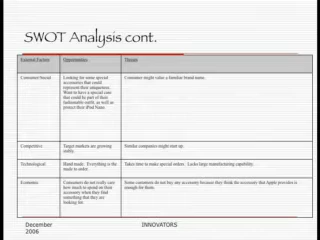 SWOT Analysis cont.
External Factors
Opportunities
Threats
Consumer/Social
Looking for some special
accessories that could
represent their uniqueness.
Want to have a special case
that could be part of their
fashionable outfit, as well as
protect their iPod Nano.
Consumer might value a familiar brand name.
Competitive
Target markets are growing
stably.
Similar companies might start up.
Technological
Hand made. Everything is the
made to order.
Takes time to make special orders. Lacks large manufacturing capability.
Economic
Consumers do not really care
how much to spend on their
accessory when they find
something that they are
looking for.
Some customers do not buy any accessory because they think the accessory that Apple provides is
enough for them.
December
2006
INNOVATORS